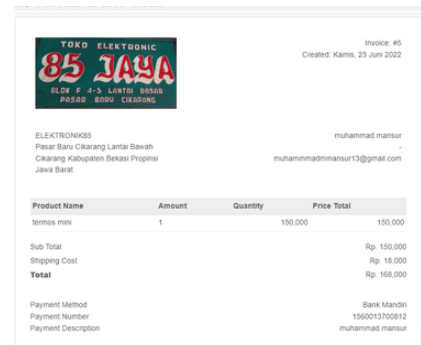 TOKO ELEKTRONIC
85 JAYA
BLOK F 4-5 LANTAI DASAR
PASAR BARU CIKARANG
Invoice: #5
Created: Kamis, 23 Juni 2022
ELEKTRONIK85
Pasar Baru Cikarang Lantai Bawah
Cikarang Kabupaten Bekasi Propinsi
Jawa Barat
muhammad mansur
-
muhammmadmmansur13@gmail.com
Product Name Amount Quantity Price Total
termos mini 1 150,000 150,000
Sub Total Rp. 150,000
Shipping Cost Rp. 18,000
Total Rp. 168,000
Payment Method Bank Mandiri
Payment Number 1560013700812
Payment Description muhammad mansur